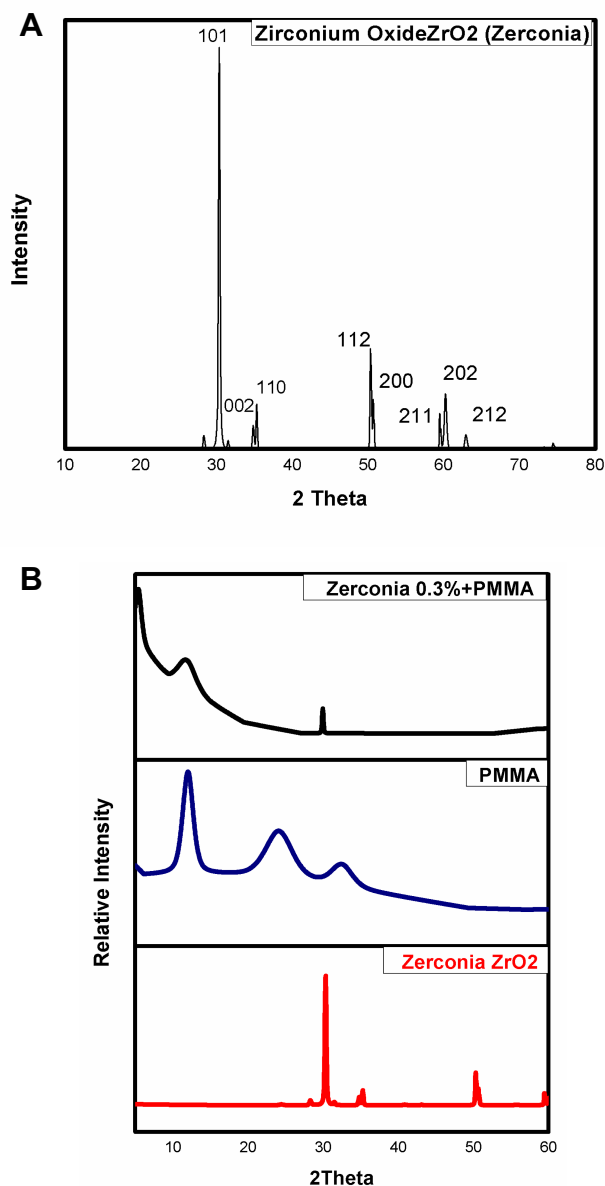 A
Zirconium OxideZrO2 (Zerconia)
101
002
110
112
200
211
202
212
Intensity
10 20 30 40 50 60 70 80
2 Theta
B
Zerconia 0.3%+PMMA
PMMA
Zerconia ZrO2
Relative Intensity
10 20 30 40 50 60
2Theta